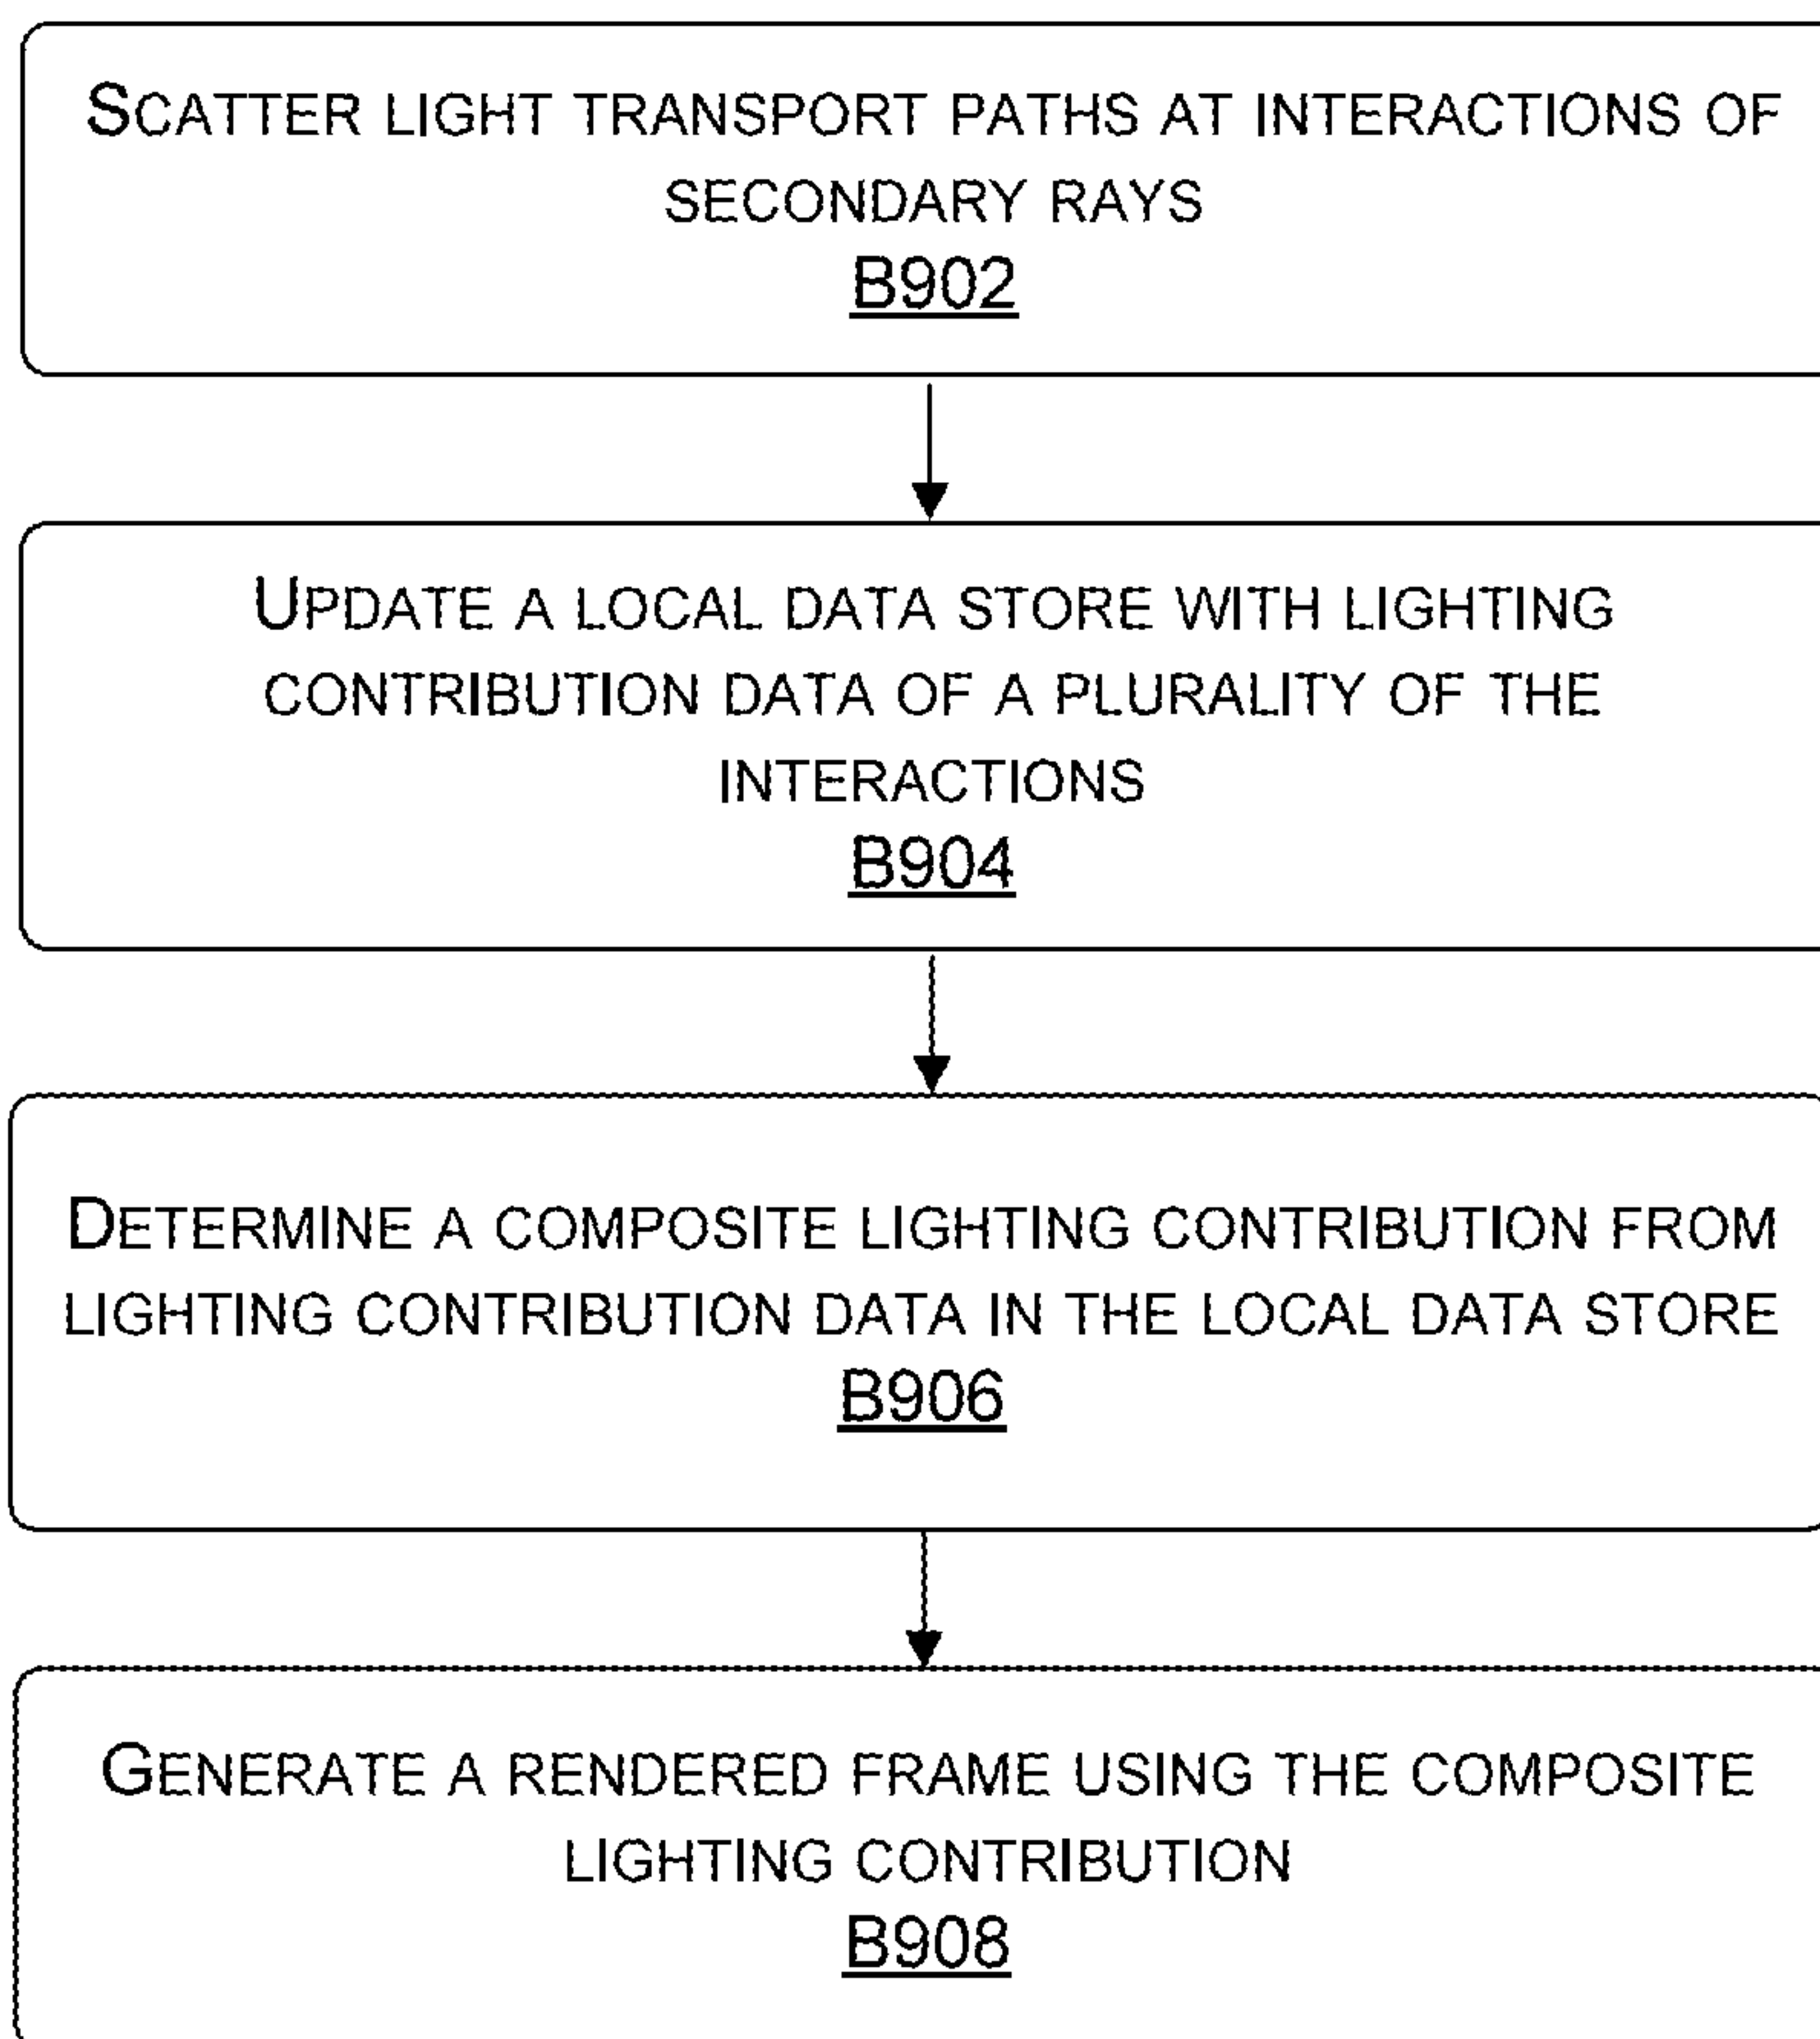 SCATTER LIGHT TRANSPORT PATHS AT INTERACTIONS OF
SECONDARY RAYS
B902
UPDATE A LOCAL DATA STORE WITH LIGHTING
CONTRIBUTION DATA OF A PLURALITY OF THE
INTERACTIONS
B904
DETERMINE A COMPOSITE LIGHTING CONTRIBUTION FROM
LIGHTING CONTRIBUTION DATA IN THE LOCAL DATA STORE
B906
GENERATE A RENDERED FRAME USING THE COMPOSITE
LIGHTING CONTRIBUTION
B908